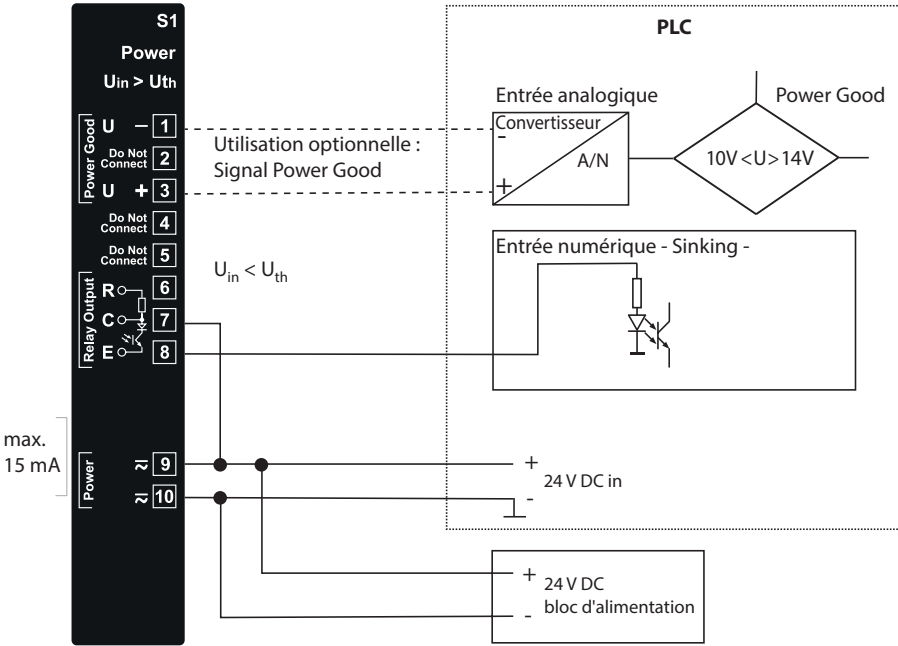 S1
Power
Uin > Uth
Power Good
U − 1
Do Not
Connect 2
U + 3
Do Not
Connect 4
Do Not
Connect 5
Relay Output
R 6
C 7
E 8
max.
15 mA
Power
9
10
Utilisation optionnelle :
Signal Power Good
Uin < Uth
PLC
Entrée analogique
Convertisseur
-
A/N
+
Power Good
10V <U> 14V
Entrée numérique - Sinking -
+
24 V DC in
-
+
24 V DC
bloc d'alimentation
-